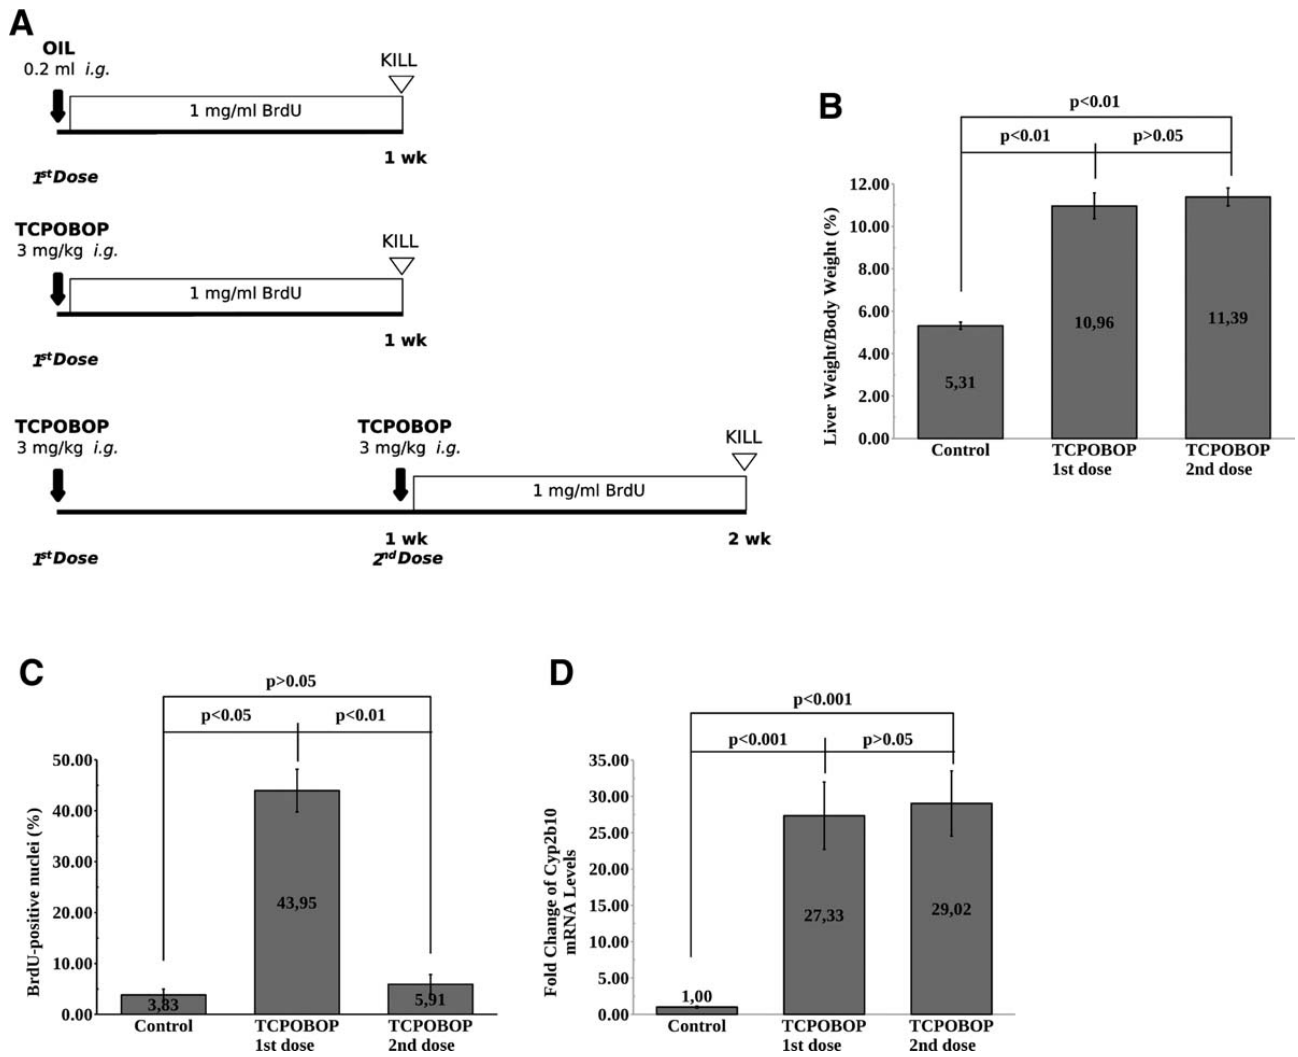 A
OIL
0.2 ml i.g.
KILL
1 mg/ml BrdU
1 wk
1st Dose
TCPOBOP
3 mg/kg i.g.
KILL
1 mg/ml BrdU
1 wk
1st Dose
TCPOBOP
3 mg/kg i.g.
TCPOBOP
3 mg/kg i.g.
KILL
1 mg/ml BrdU
1 wk
2 wk
1st Dose
2nd Dose
B
p<0.01
p<0.01
p>0.05
Liver Weight/Body Weight (%)
12.00
10.00
8.00
6.00
4.00
2.00
0.00
5,31
10,96
11,39
Control
TCPOBOP
1st dose
TCPOBOP
2nd dose
C
p>0.05
p<0.05
p<0.01
BrdU-positive nuclei (%)
50.00
40.00
30.00
20.00
10.00
0.00
3,83
43,95
5,91
Control
TCPOBOP
1st dose
TCPOBOP
2nd dose
D
p<0.001
p<0.001
p>0.05
Fold Change of Cyp2b10
mRNA Levels
35.00
30.00
25.00
20.00
15.00
10.00
5.00
0.00
1,00
27,33
29,02
Control
TCPOBOP
1st dose
TCPOBOP
2nd dose